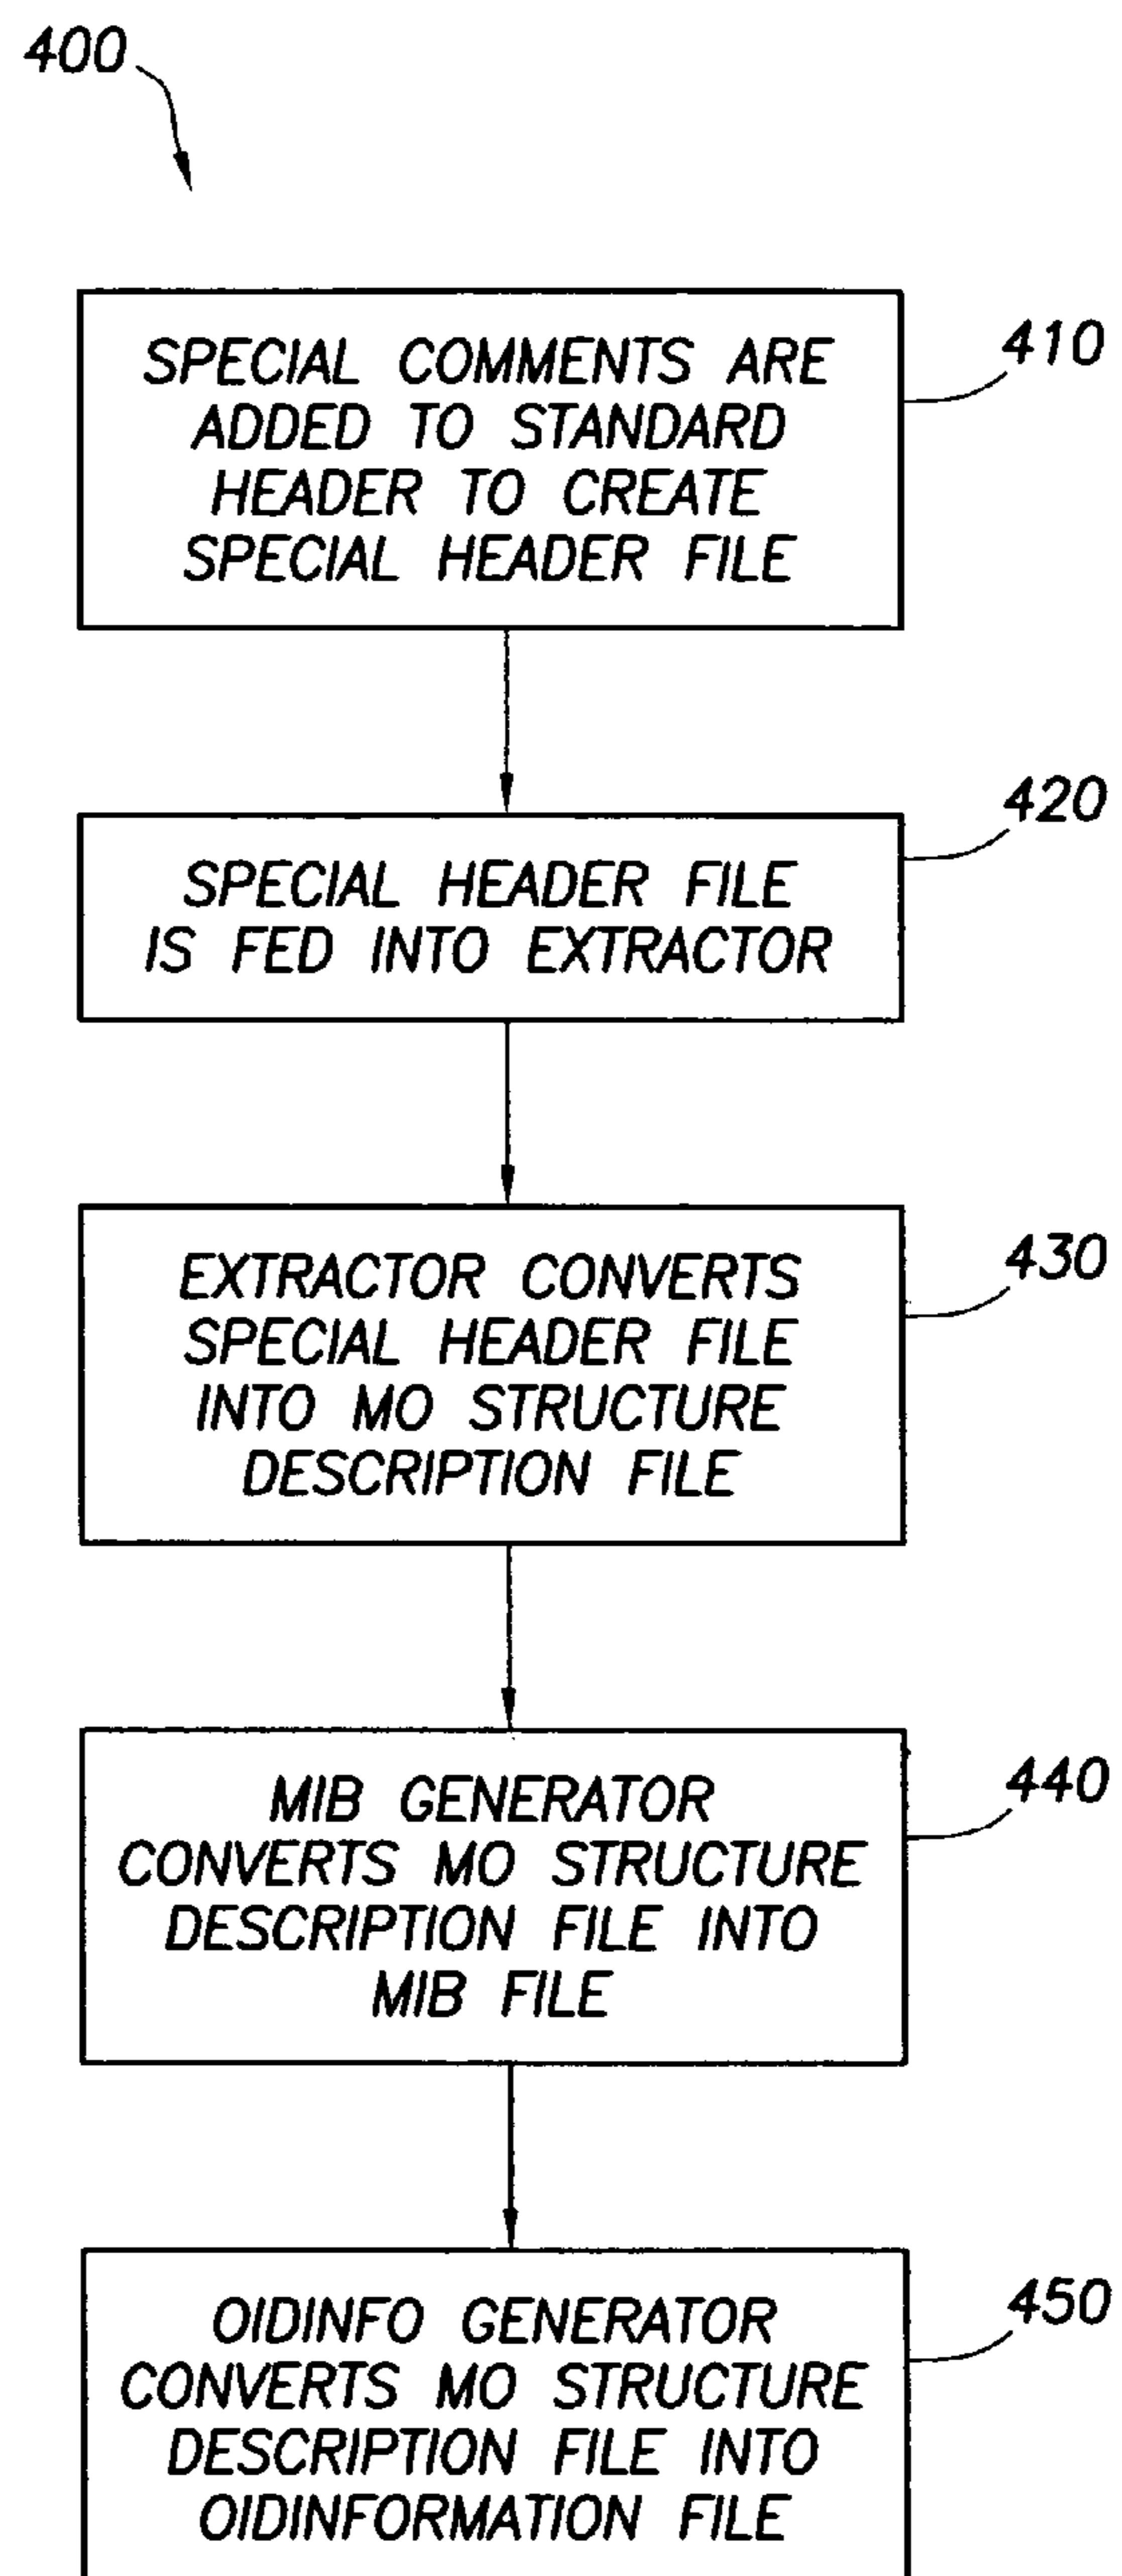 400
SPECIAL COMMENTS ARE
ADDED TO STANDARD
HEADER TO CREATE
SPECIAL HEADER FILE
410
SPECIAL HEADER FILE
IS FED INTO EXTRACTOR
420
EXTRACTOR CONVERTS
SPECIAL HEADER FILE
INTO MO STRUCTURE
DESCRIPTION FILE
430
MIB GENERATOR
CONVERTS MO STRUCTURE
DESCRIPTION FILE INTO
MIB FILE
440
OIDINFO GENERATOR
CONVERTS MO STRUCTURE
DESCRIPTION FILE INTO
OIDINFORMATION FILE
450